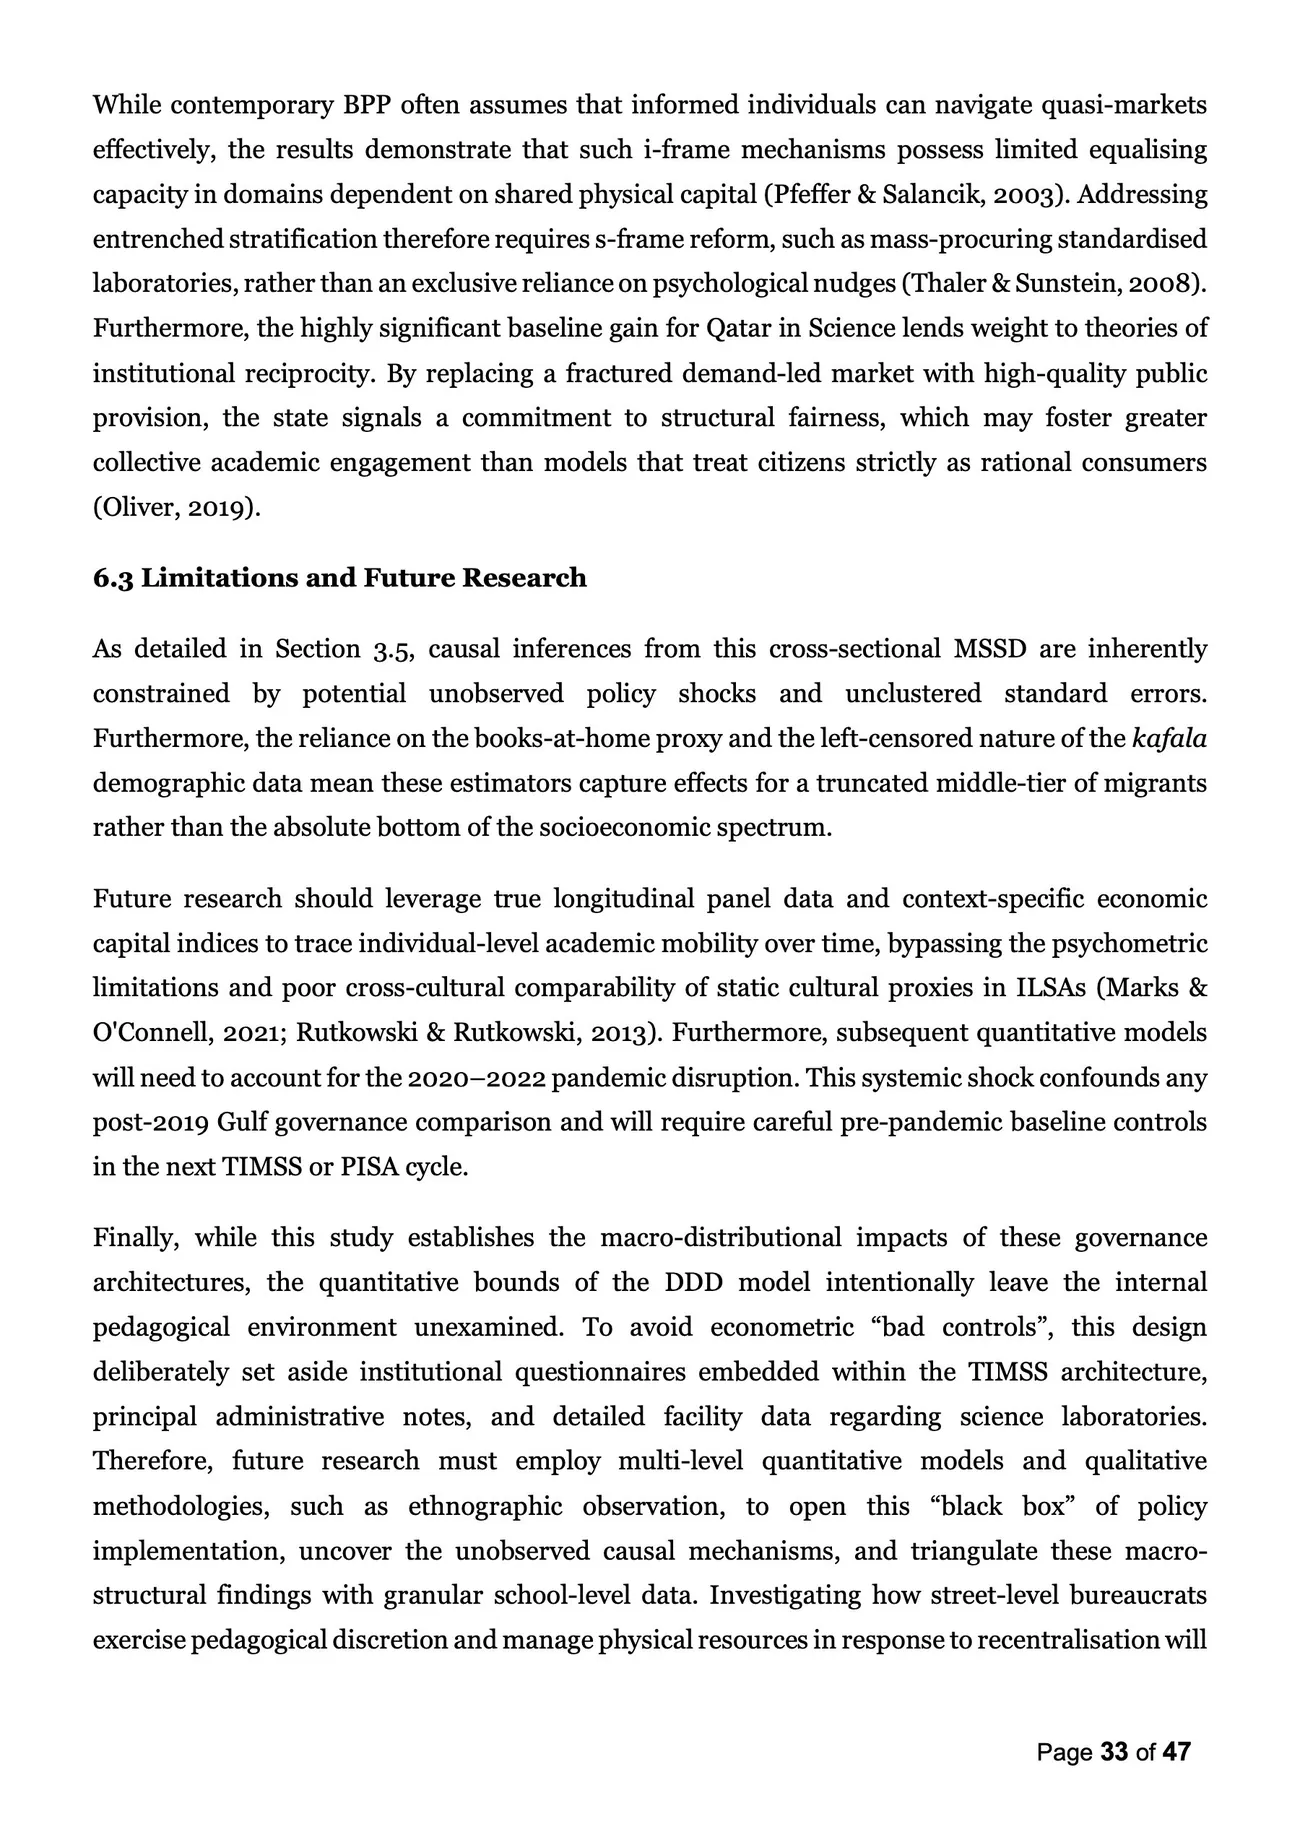 While contemporary BPP often assumes that informed individuals can navigate quasi-markets
effectively, the results demonstrate that such i-frame mechanisms possess limited equalising
capacity in domains dependent on shared physical capital (Pfeffer & Salancik, 2003). Addressing
entrenched stratification therefore requires s-frame reform, such as mass-procuring standardised
laboratories, rather than an exclusive reliance on psychological nudges (Thaler & Sunstein, 2008).
Furthermore, the highly significant baseline gain for Qatar in Science lends weight to theories of
institutional reciprocity. By replacing a fractured demand-led market with high-quality public
provision, the state signals a commitment to structural fairness, which may foster greater
collective academic engagement than models that treat citizens strictly as rational consumers
(Oliver, 2019).
6.3 Limitations and Future Research
As detailed in Section 3.5, causal inferences from this cross-sectional MSSD are inherently
constrained by potential unobserved policy shocks and unclustered standard errors.
Furthermore, the reliance on the books-at-home proxy and the left-censored nature of the kafala
demographic data mean these estimators capture effects for a truncated middle-tier of migrants
rather than the absolute bottom of the socioeconomic spectrum.
Future research should leverage true longitudinal panel data and context-specific economic
capital indices to trace individual-level academic mobility over time, bypassing the psychometric
limitations and poor cross-cultural comparability of static cultural proxies in ILSAs (Marks &
O'Connell, 2021; Rutkowski & Rutkowski, 2013). Furthermore, subsequent quantitative models
will need to account for the 2020–2022 pandemic disruption. This systemic shock confounds any
post-2019 Gulf governance comparison and will require careful pre-pandemic baseline controls
in the next TIMSS or PISA cycle.
Finally, while this study establishes the macro-distributional impacts of these governance
architectures, the quantitative bounds of the DDD model intentionally leave the internal
pedagogical environment unexamined. To avoid econometric “bad controls”, this design
deliberately set aside institutional questionnaires embedded within the TIMSS architecture,
principal administrative notes, and detailed facility data regarding science laboratories.
Therefore, future research must employ multi-level quantitative models and qualitative
methodologies, such as ethnographic observation, to open this “black box” of policy
implementation, uncover the unobserved causal mechanisms, and triangulate these macro-
structural findings with granular school-level data. Investigating how street-level bureaucrats
exercise pedagogical discretion and manage physical resources in response to recentralisation will
Page 33 of 47